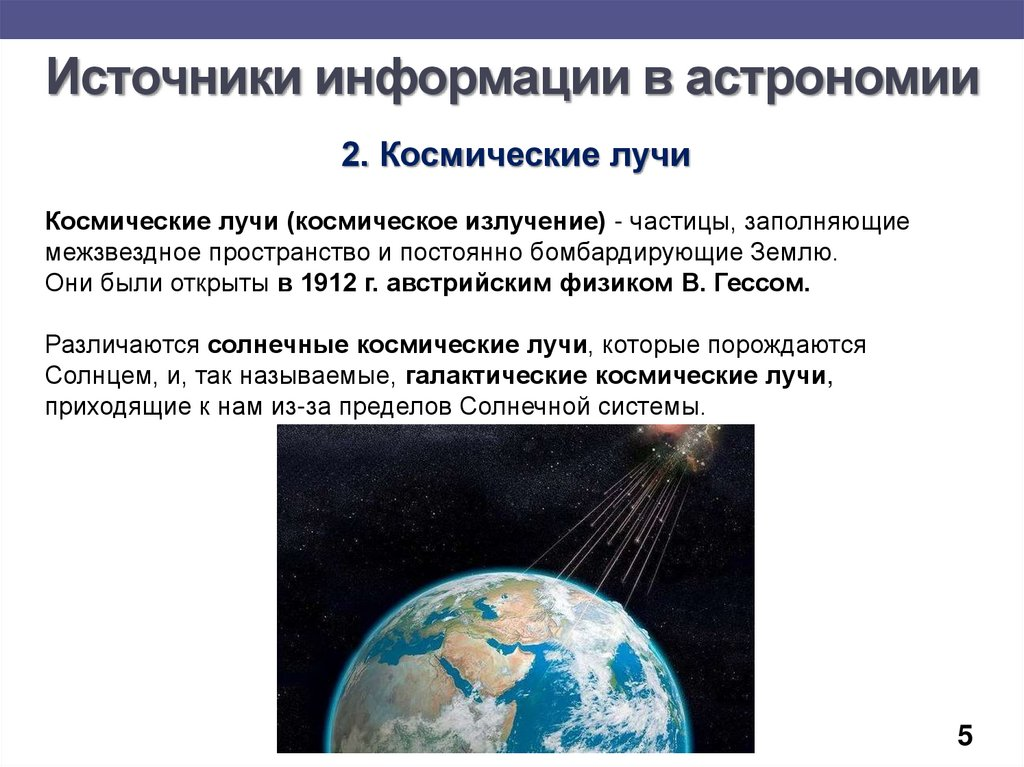 Источники информации в астрономии
2. Космические лучи
Космические лучи (космическое излучение) - частицы, заполняющие
межзвездное пространство и постоянно бомбардирующие Землю.
Они были открыты в 1912 г. австрийским физиком В. Гессом.
Различаются солнечные космические лучи, которые порождаются
Солнцем, и, так называемые, галактические космические лучи,
приходящие к нам из-за пределов Солнечной системы.
5